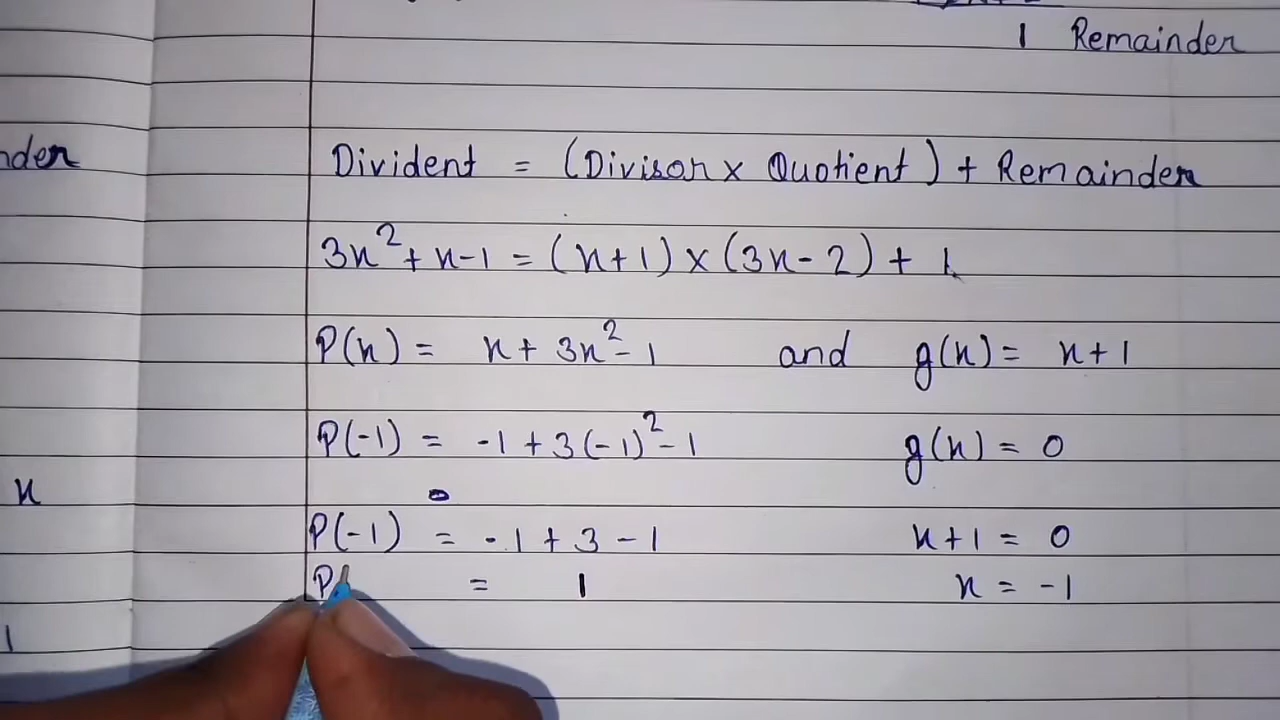 1 Remainder
nder
Divident = (Divisor x Quotient) + Remainder
3x² + x - 1 = (x+1) x (3x - 2) + 1
P(x) = x + 3x² - 1 and g(x) = x + 1
P(-1) = -1 + 3(-1)² - 1 g(x) = 0
x
P(-1) = -1 + 3 - 1 x + 1 = 0
P( = 1 x = -1
1